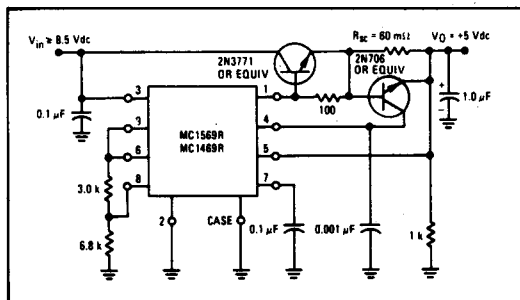 Vin ≥ 8.5 Vdc
RSC = 60 mΩ
VO = +5 Vdc
2N3771
OR EQUIV
2N706
OR EQUIV
3
1
0.1 μF
100
+
1.0 μF
−
9
MC1569R
MC1469R
4
6
5
3.0 k
8
7
2
CASE
0.1 μF
0.001 μF
1 k
6.8 k